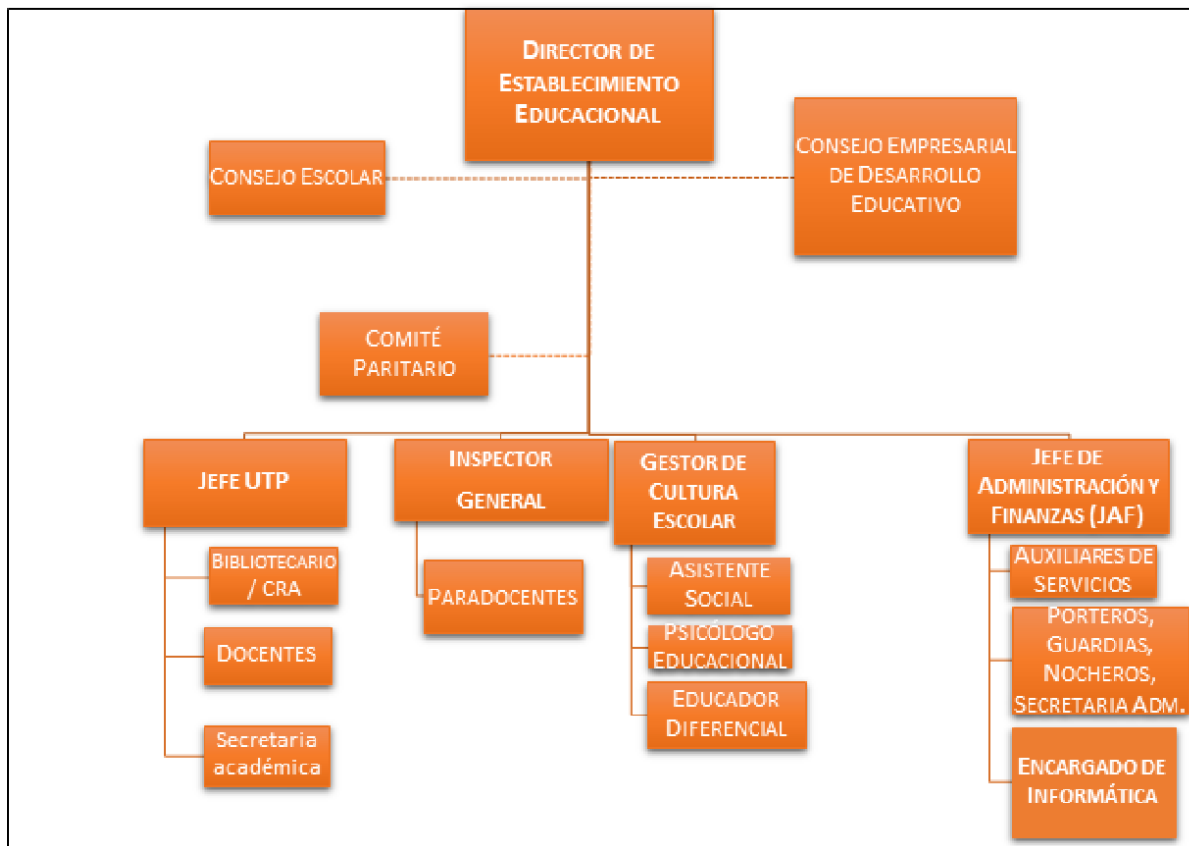 DIRECTOR DE
ESTABLECIMIENTO
EDUCACIONAL
CONSEJO ESCOLAR
CONSEJO EMPRESARIAL
DE DESARROLLO
EDUCATIVO
COMITÉ
PARITARIO
JEFE UTP
BIBLIOTECARIO
/ CRA
DOCENTES
Secretaria
académica
INSPECTOR
GENERAL
PARADOCENTES
GESTOR DE
CULTURA
ESCOLAR
ASISTENTE
SOCIAL
PSICÓLOGO
EDUCACIONAL
EDUCADOR
DIFERENCIAL
JEFE DE
ADMINISTRACIÓN Y
FINANZAS (JAF)
AUXILIARES DE
SERVICIOS
PORTEROS,
GUARDIAS,
NOCHEROS,
SECRETARIA ADM.
ENCARGADO DE
INFORMÁTICA